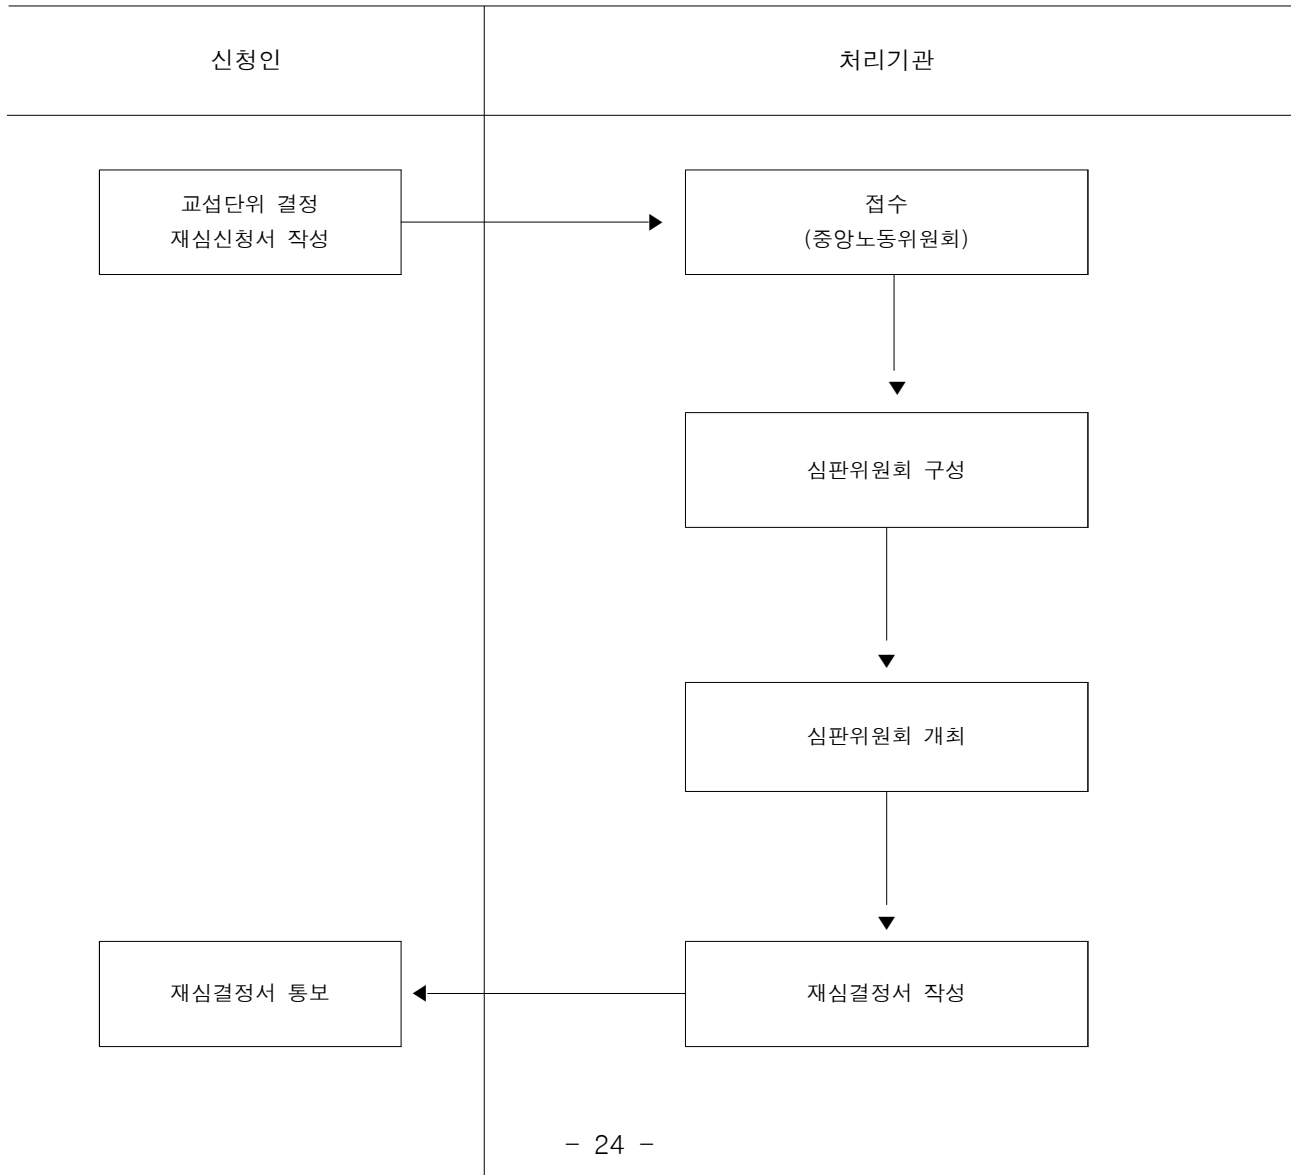 신청인
처리기관
교섭단위 결정
재심신청서 작성
접수
(중앙노동위원회)
심판위원회 구성
심판위원회 개최
재심결정서 통보
재심결정서 작성
- 24 -